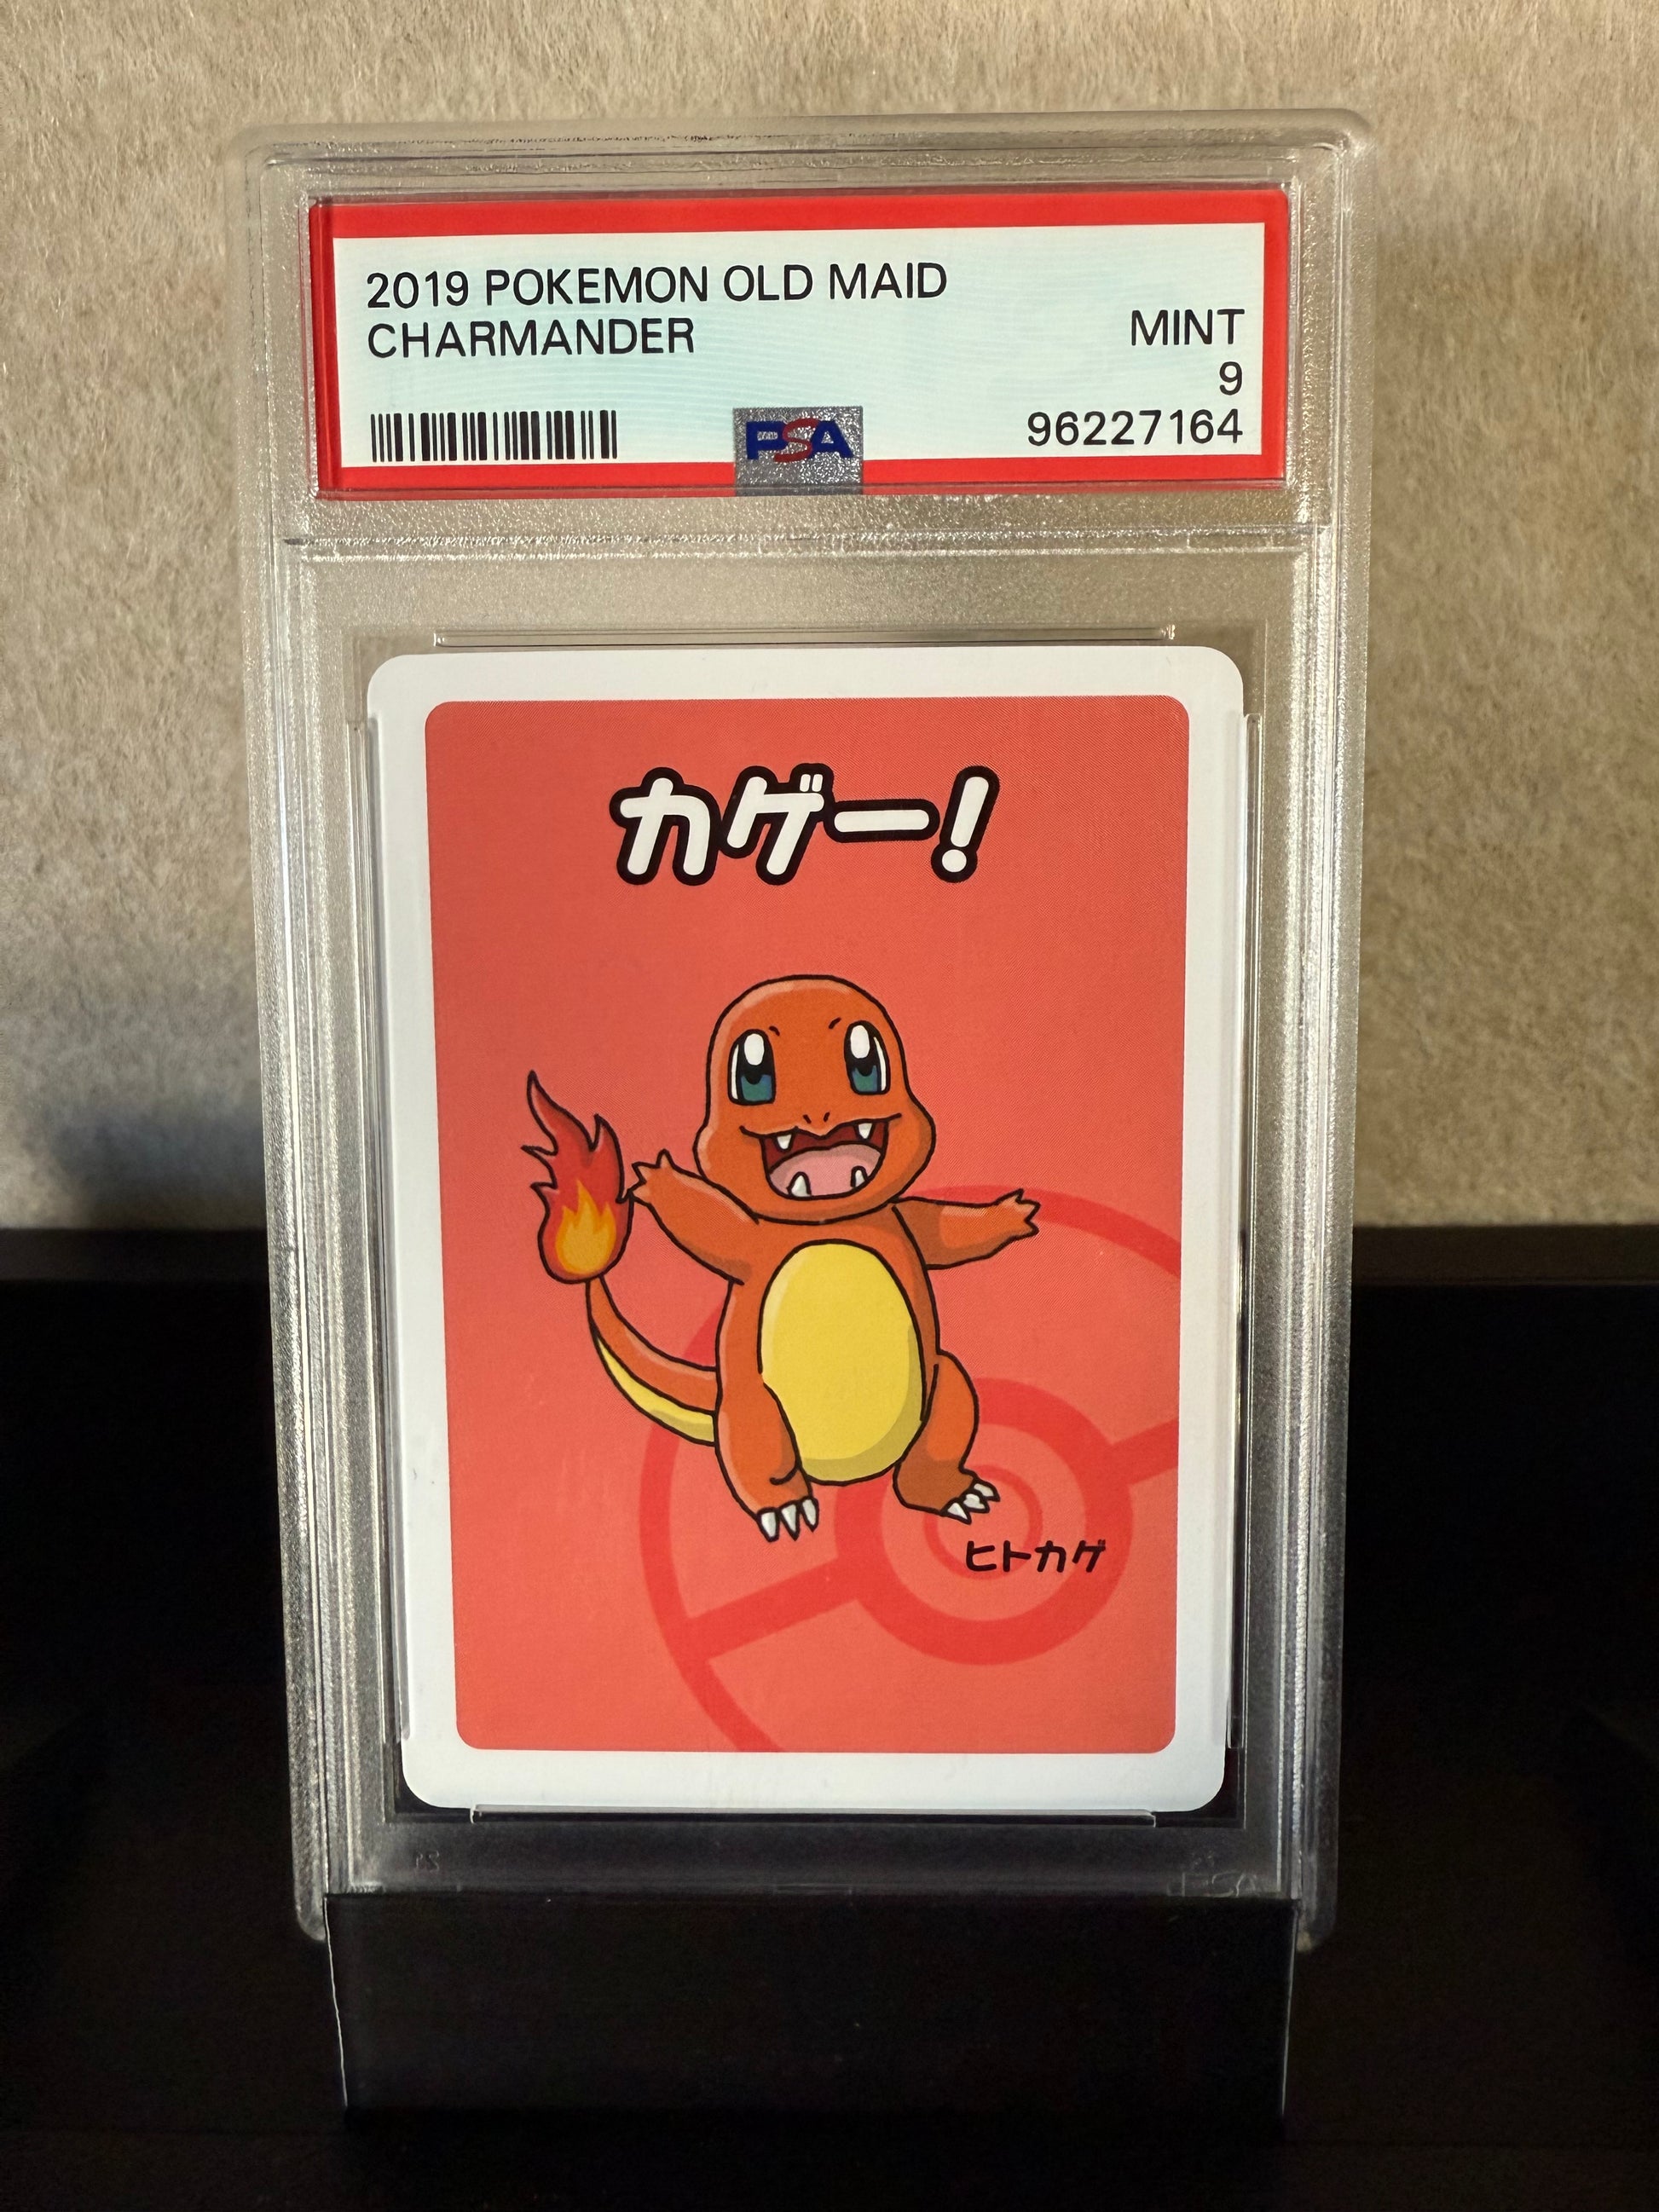 2019 POKEMON OLD MAID
CHARMANDER
MINT
9
PSA
96227164
カゲー!
ヒトカゲ